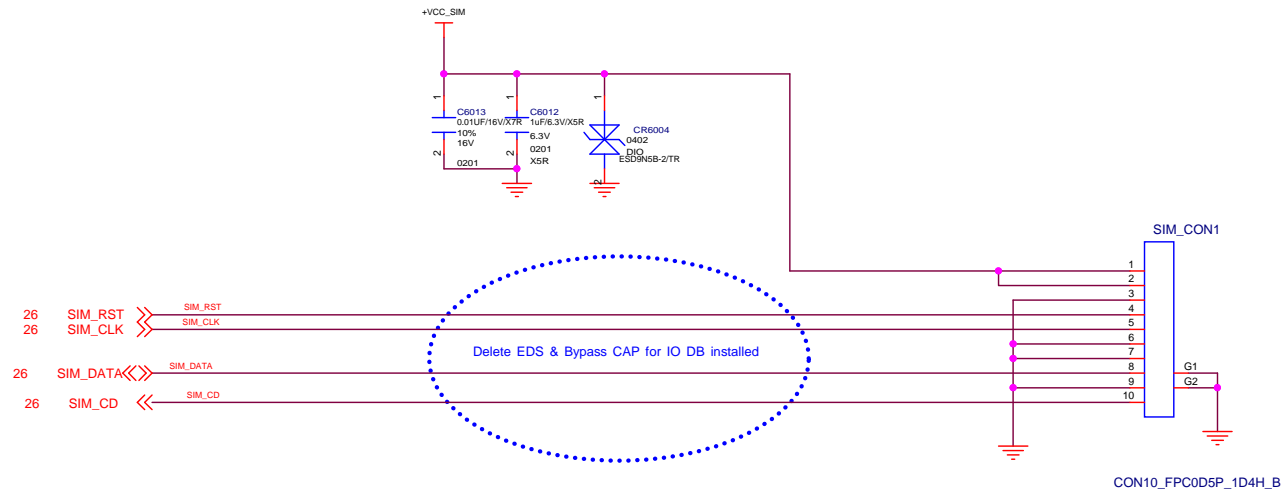 +VCC_SIM
1
1
1
C6013
0.01UF/16V/X7R
10%
16V
2
0201
C6012
1uF/6.3V/X5R
6.3V
0201
X5R
2
CR6004
0402
DIO
ESD9N5B-2/TR
2
SIM_CON1
1
2
3
4
5
6
7
8
9
10
G1
G2
26 SIM_RST SIM_RST
26 SIM_CLK SIM_CLK
Delete EDS & Bypass CAP for IO DB installed
26 SIM_DATA SIM_DATA
26 SIM_CD SIM_CD
CON10_FPC0D5P_1D4H_B